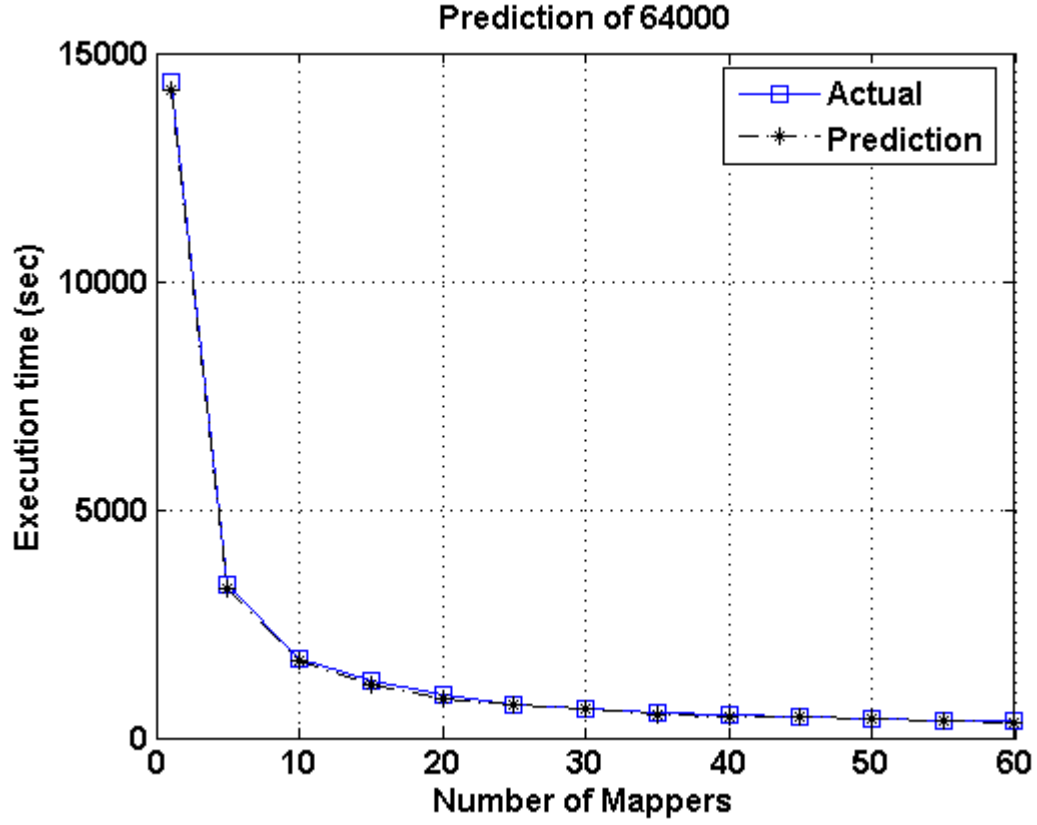 Prediction of 64000
15000
10000
5000
0
Execution time (sec)
Actual
Prediction
0 10 20 30 40 50 60
Number of Mappers